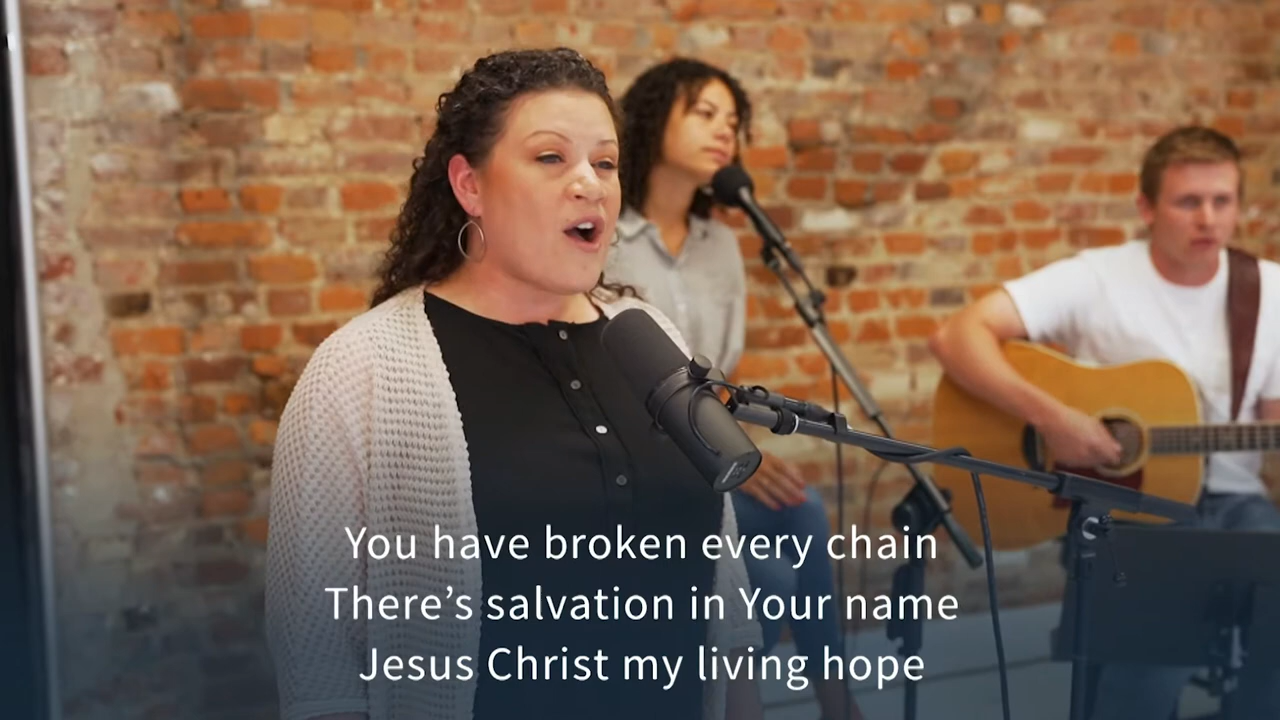 You have broken every chain
There’s salvation in Your name
Jesus Christ my living hope